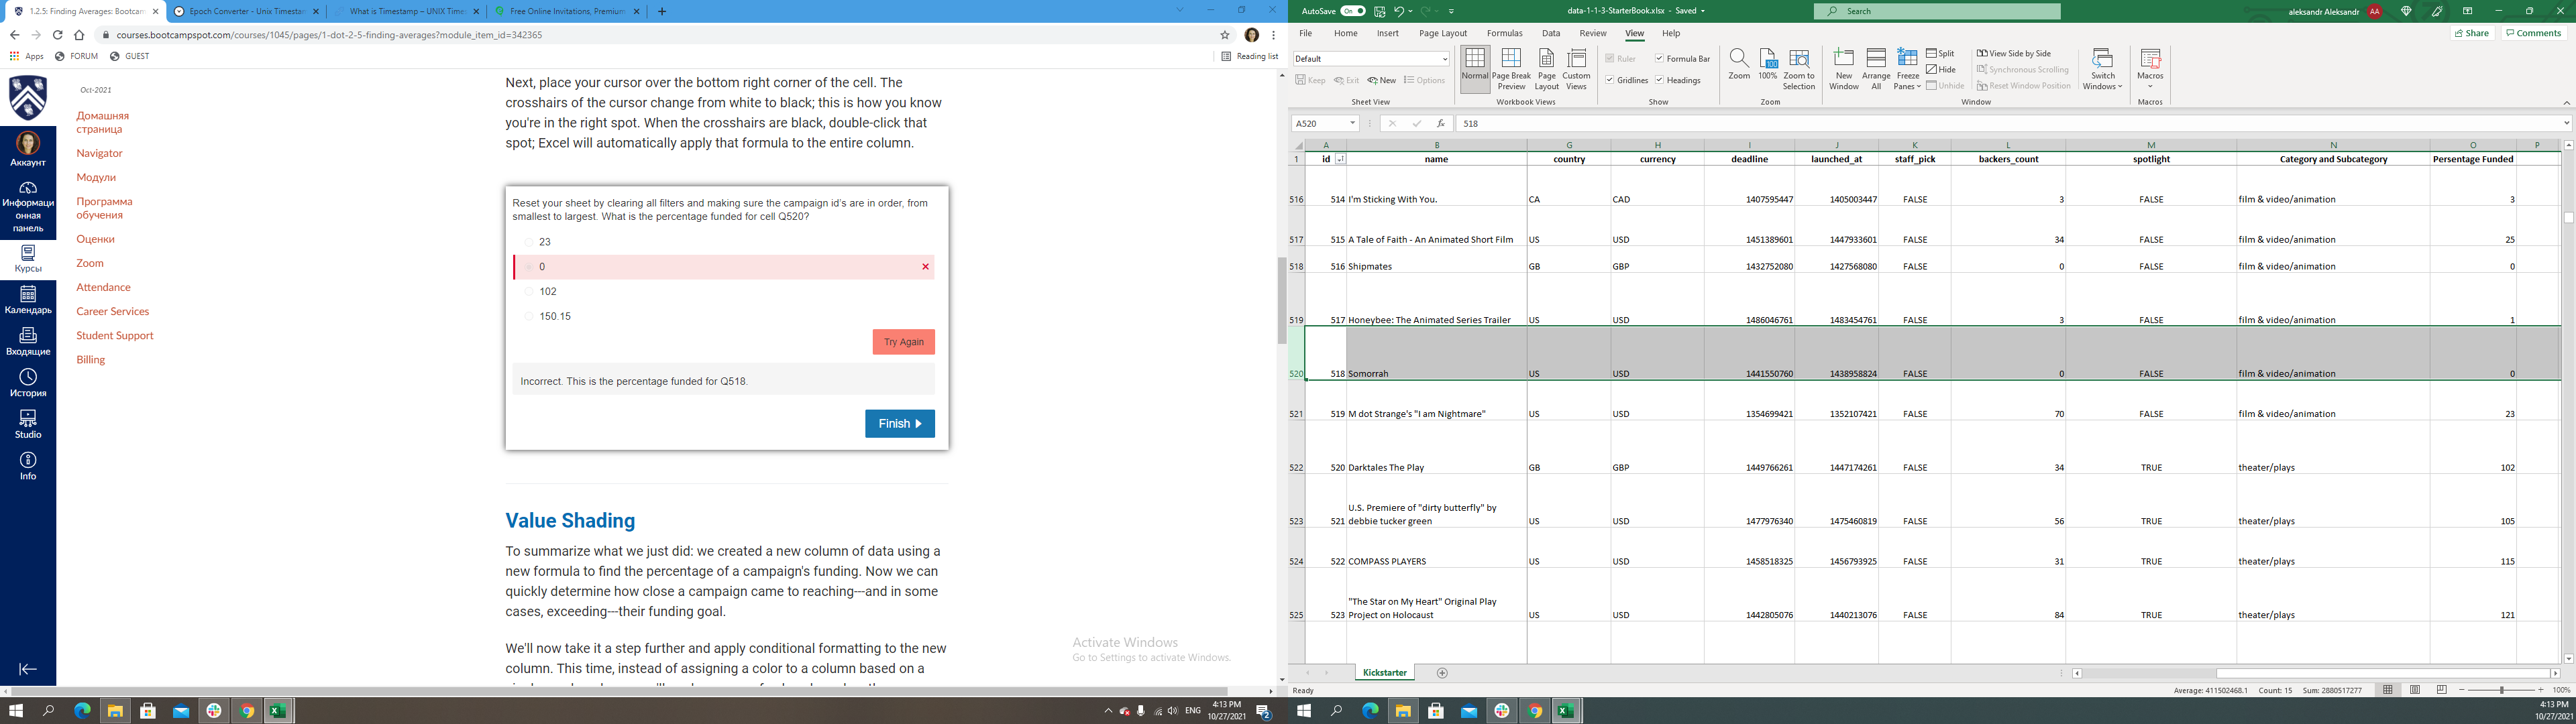 1.2.5: Finding Averages: Bootcam
Epoch Converter - Unix Timestam
What is Timestamp – UNIX Time
Free Online Invitations, Premium
courses.bootcampspot.com/courses/1045/pages/1-dot-2-5-finding-averages?module_item_id=342365
Apps
FORUM
GUEST
Reading list
Oct-2021
Домашняя
страница
Navigator
Модули
Программа
обучения
Оценки
Zoom
Attendance
Career Services
Student Support
Billing
Аккаунт
Информаци
онная
панель
Курсы
Календарь
Входящие
История
Studio
Info
Next, place your cursor over the bottom right corner of the cell. The
crosshairs of the cursor change from white to black; this is how you know
you're in the right spot. When the crosshairs are black, double-click that
spot; Excel will automatically apply that formula to the entire column.
Reset your sheet by clearing all filters and making sure the campaign id's are in order, from
smallest to largest. What is the percentage funded for cell Q520?
23
0
102
150.15
Try Again
Incorrect. This is the percentage funded for Q518.
Finish
Value Shading
To summarize what we just did: we created a new column of data using a
new formula to find the percentage of a campaign's funding. Now we can
quickly determine how close a campaign came to reaching---and in some
cases, exceeding---their funding goal.
We'll now take it a step further and apply conditional formatting to the new
column. This time, instead of assigning a color to a column based on a
Activate Windows
Go to Settings to activate Windows.
ENG
4:13 PM
10/27/2021
2
AutoSave On
data-1-1-3-StarterBook.xlsx - Saved
Search
aleksandr Aleksandr
AA
File Home Insert Page Layout Formulas Data Review View Help
Share
Comments
Default
Keep Exit New Options
Sheet View
Normal
Page Break
Preview
Page
Layout
Custom
Views
Workbook Views
Ruler
Formula Bar
Gridlines
Headings
Show
Zoom
100
100%
Zoom to
Selection
Zoom
New
Window
Arrange
All
Freeze
Panes
Split
Hide
Unhide
View Side by Side
Synchronous Scrolling
Reset Window Position
Switch
Windows
Window
Macros
Macros
A520
fx
518
A B G H I J K L M N O P
1 id name country currency deadline launched_at staff_pick backers_count spotlight Category and Subcategory Persentage Funded
516 514 I'm Sticking With You. CA CAD 1407595447 1405003447 FALSE 3 FALSE film & video/animation 3
517 515 A Tale of Faith - An Animated Short Film US USD 1451389601 1447933601 FALSE 34 FALSE film & video/animation 25
518 516 Shipmates GB GBP 1432752080 1427568080 FALSE 0 FALSE film & video/animation 0
519 517 Honeybee: The Animated Series Trailer US USD 1486046761 1483454761 FALSE 3 FALSE film & video/animation 1
520 518 Somorrah US USD 1441550760 1438958824 FALSE 0 FALSE film & video/animation 0
521 519 M dot Strange's "I am Nightmare" US USD 1354699421 1352107421 FALSE 70 FALSE film & video/animation 23
522 520 Darktales The Play GB GBP 1449766261 1447174261 FALSE 34 TRUE theater/plays 102
U.S. Premiere of "dirty butterfly" by
523 521 debbie tucker green US USD 1477976340 1475460819 FALSE 56 TRUE theater/plays 105
524 522 COMPASS PLAYERS US USD 1458518325 1456793925 FALSE 31 TRUE theater/plays 115
"The Star on My Heart" Original Play
525 523 Project on Holocaust US USD 1442805076 1440213076 FALSE 84 TRUE theater/plays 121
Kickstarter
Ready
Average: 411502468.1 Count: 15 Sum: 2880517277
100%
4:13 PM
10/27/2021